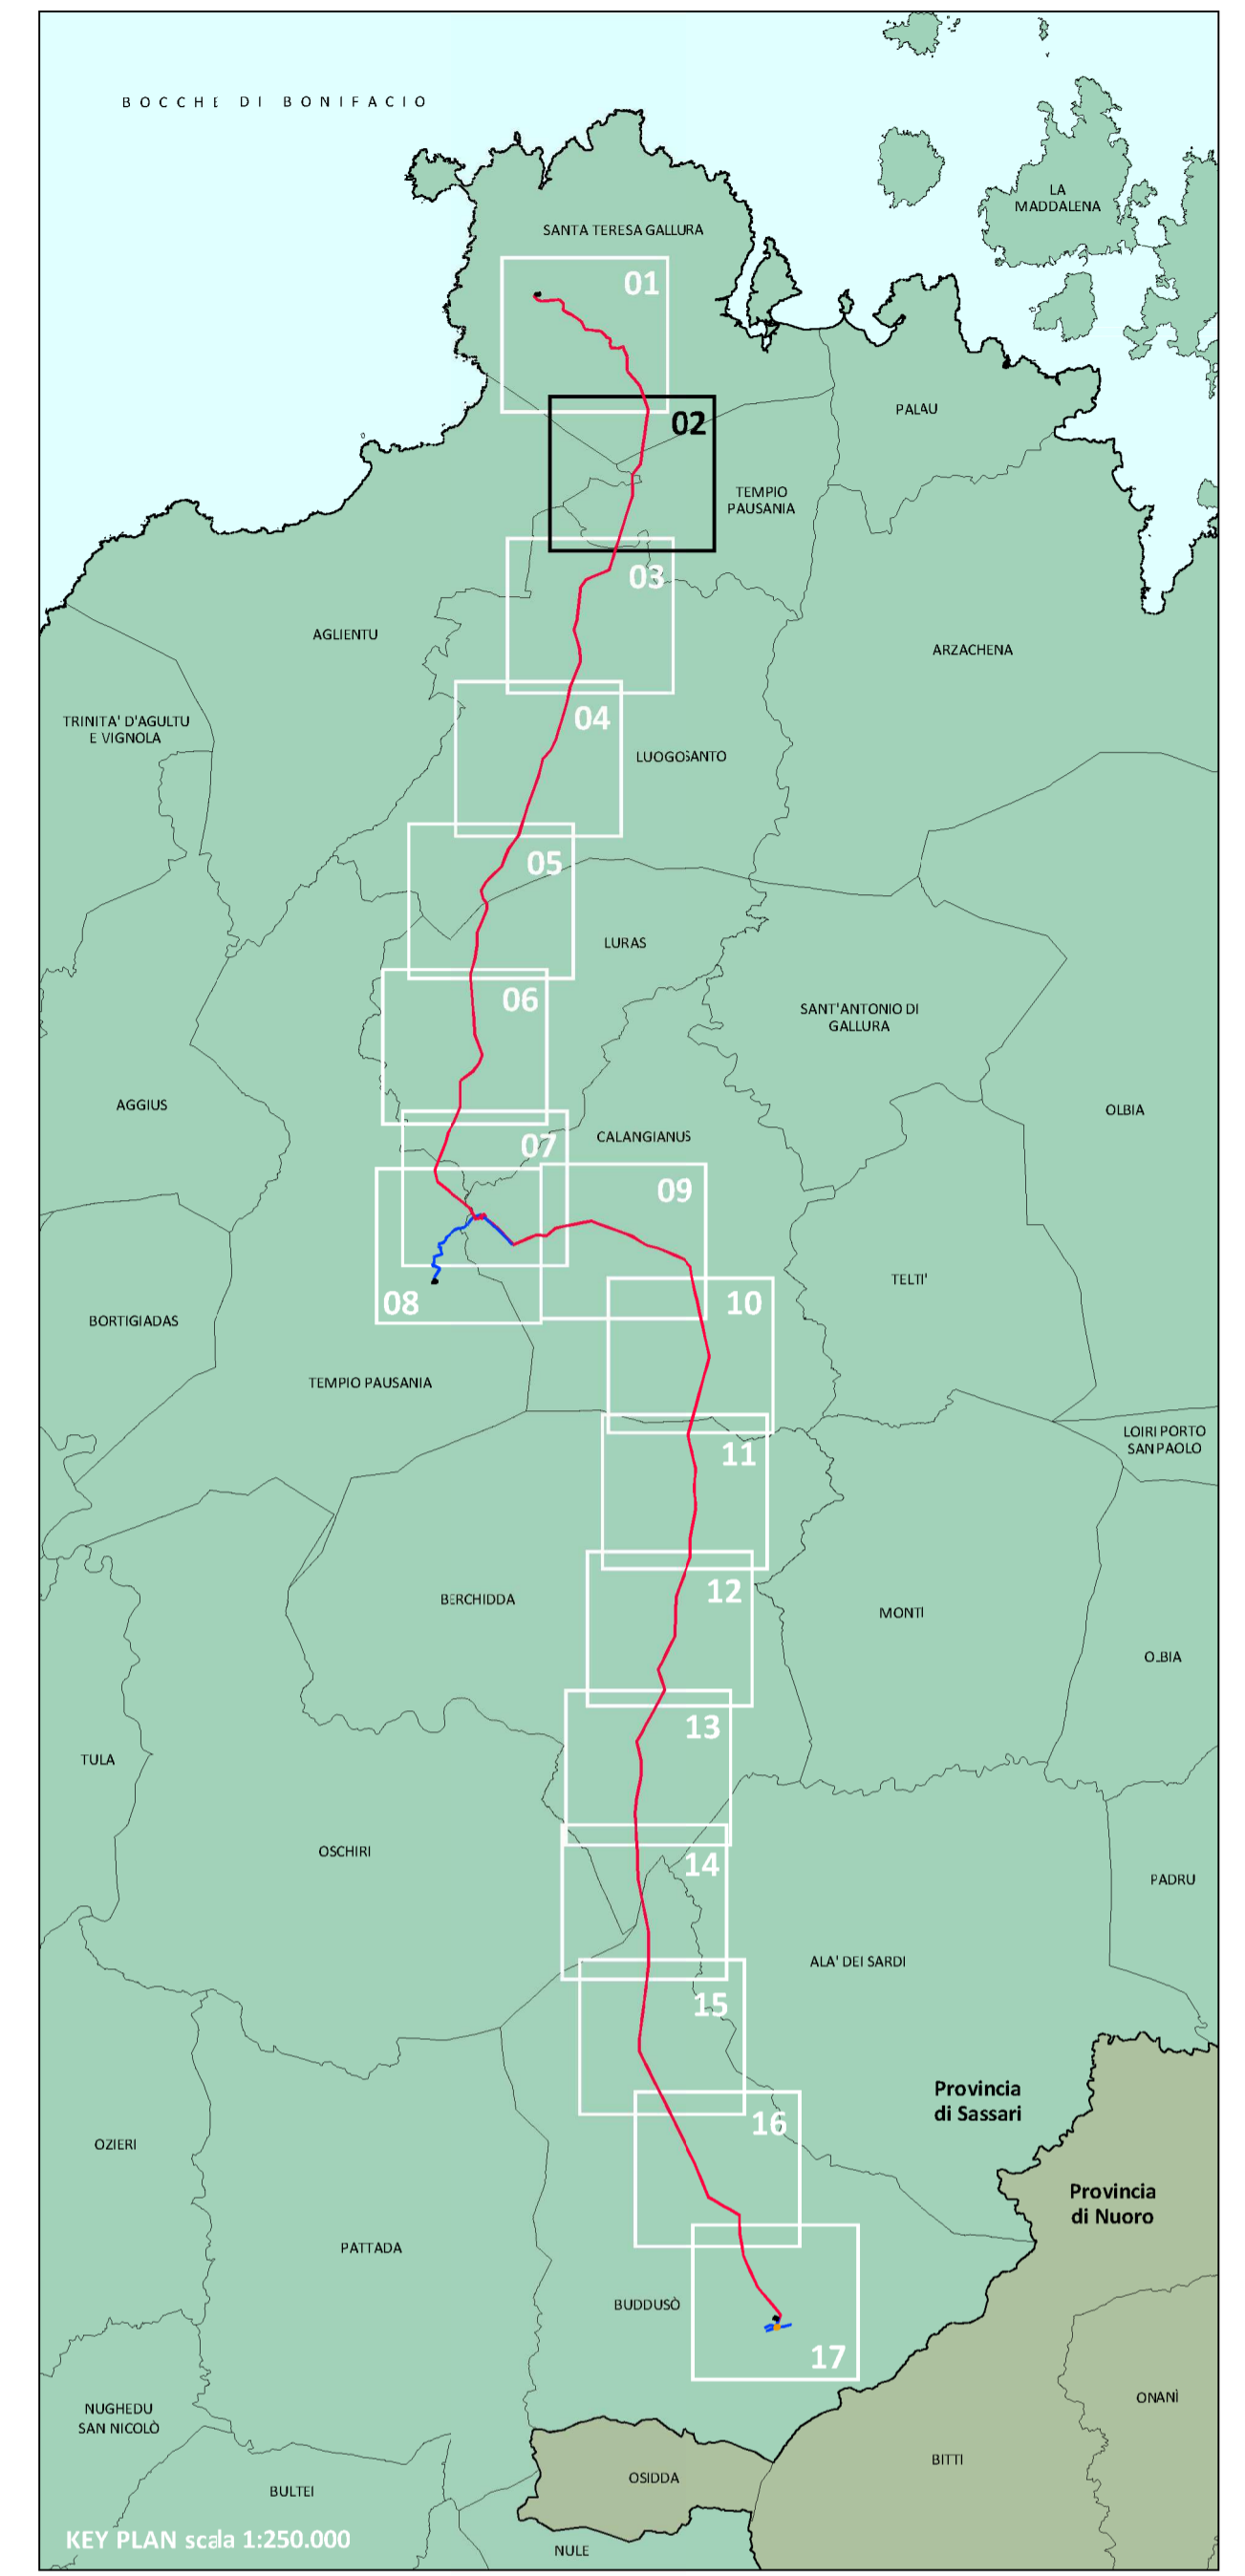 BOCCHE DI BONIFACIO
LA
MADDALENA
SANTA TERESA GALLURA
01
PALAU
02
TEMPIO
PAUSANIA
03
AGLIENTU
ARZACHENA
04
TRINITA' D'AGULTU
E VIGNOLA
LUOGOSANTO
05
LURAS
06
SANT'ANTONIO DI
GALLURA
AGGIUS
OLBIA
CALANGIANUS
07
09
TELTI'
08
10
BORTIGIADAS
TEMPIO PAUSANIA
LOIRI PORTO
SAN PAOLO
11
12
BERCHIDDA
MONTI
OLBIA
13
TULA
OSCHIRI
14
PADRU
ALA' DEI SARDI
15
Provincia
di Sassari
16
OZIERI
Provincia
di Nuoro
PATTADA
BUDDUSÒ
17
ONANÌ
NUGHEDU
SAN NICOLÒ
BITTI
OSIDDA
BULTEI
KEY PLAN scala 1:250.000
NULE